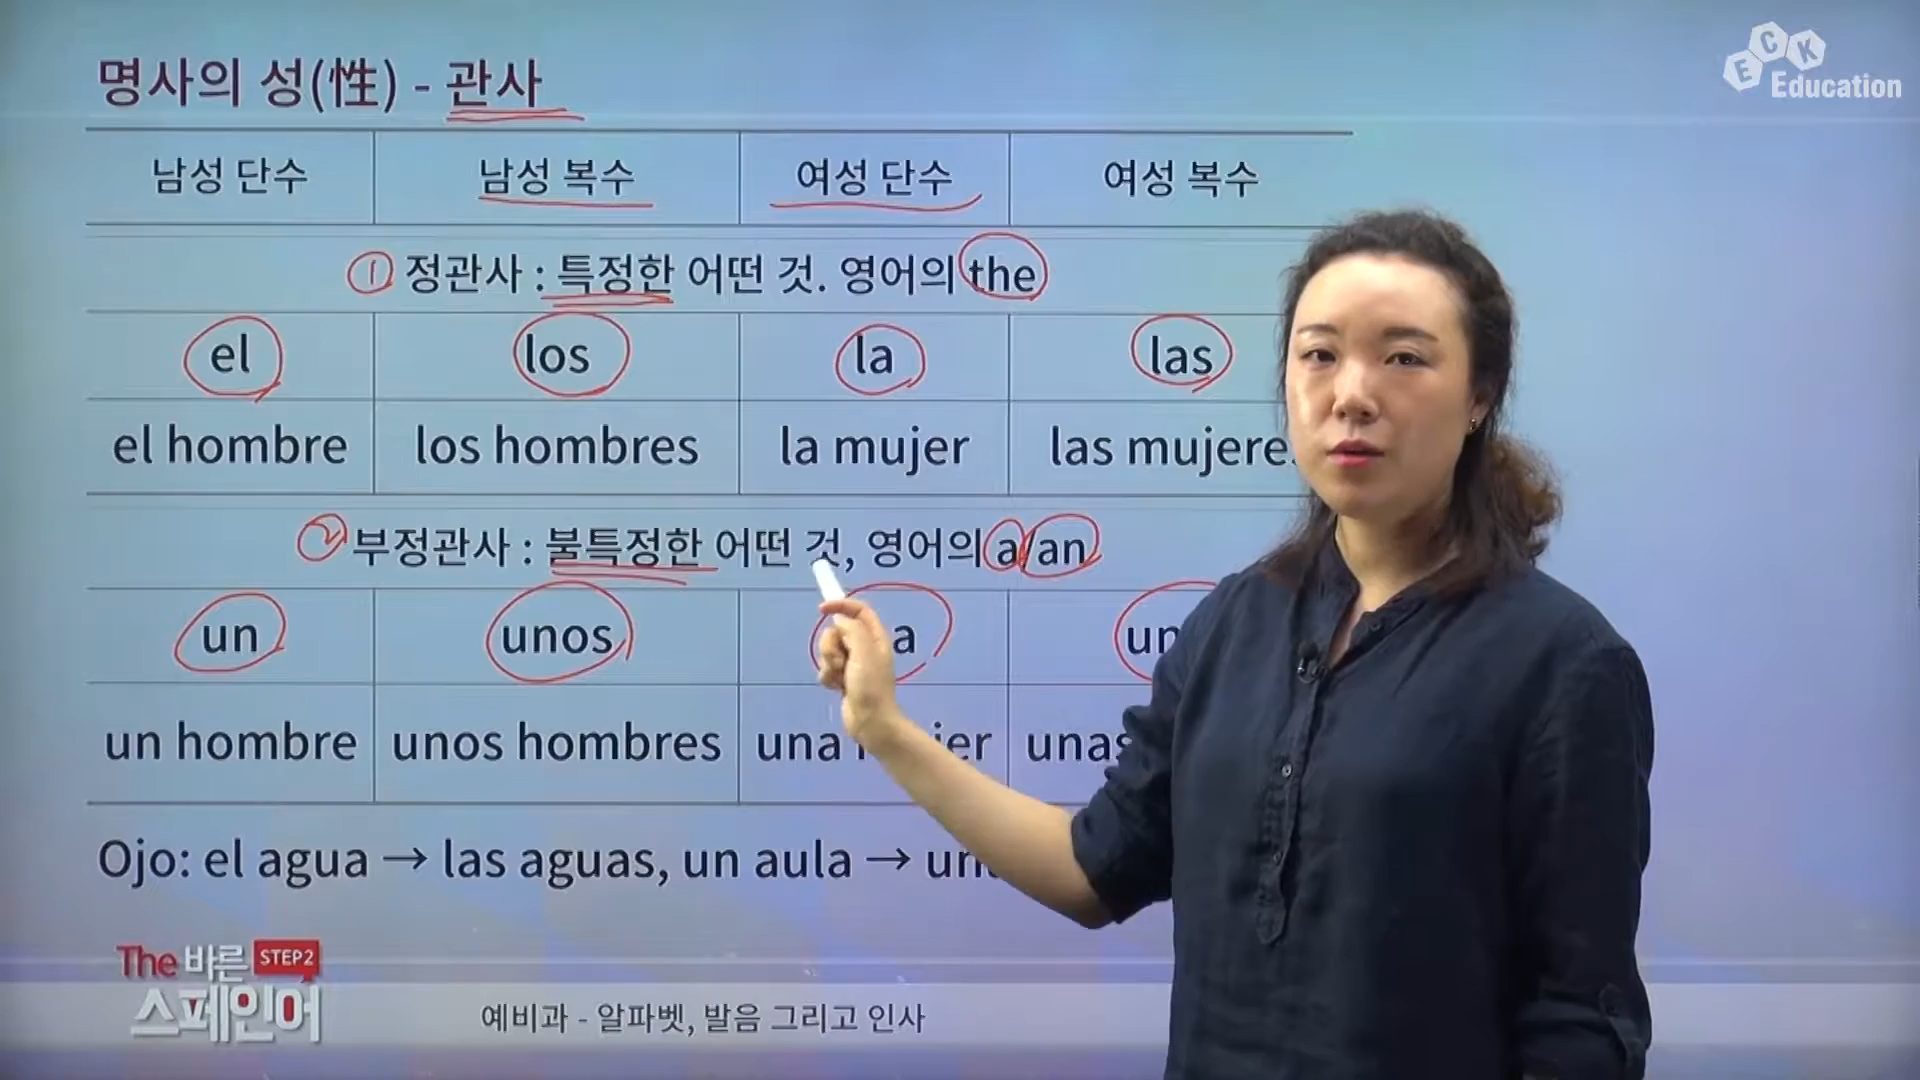 명사의 성(性) - 관사
남성 단수 남성 복수 여성 단수 여성 복수
① 정관사 : 특정한 어떤 것. 영어의 the
el los la las
el hombre los hombres la mujer las
② 부정관사 : 불특정한 어떤 것, 영어의 a/an
un unos
un hombre unos hombres una unas
Ojo: el agua → las aguas, un aula →
The 바른 STEP2
스페인어
예비과 - 알파벳, 발음 그리고 인사
ECK
Education